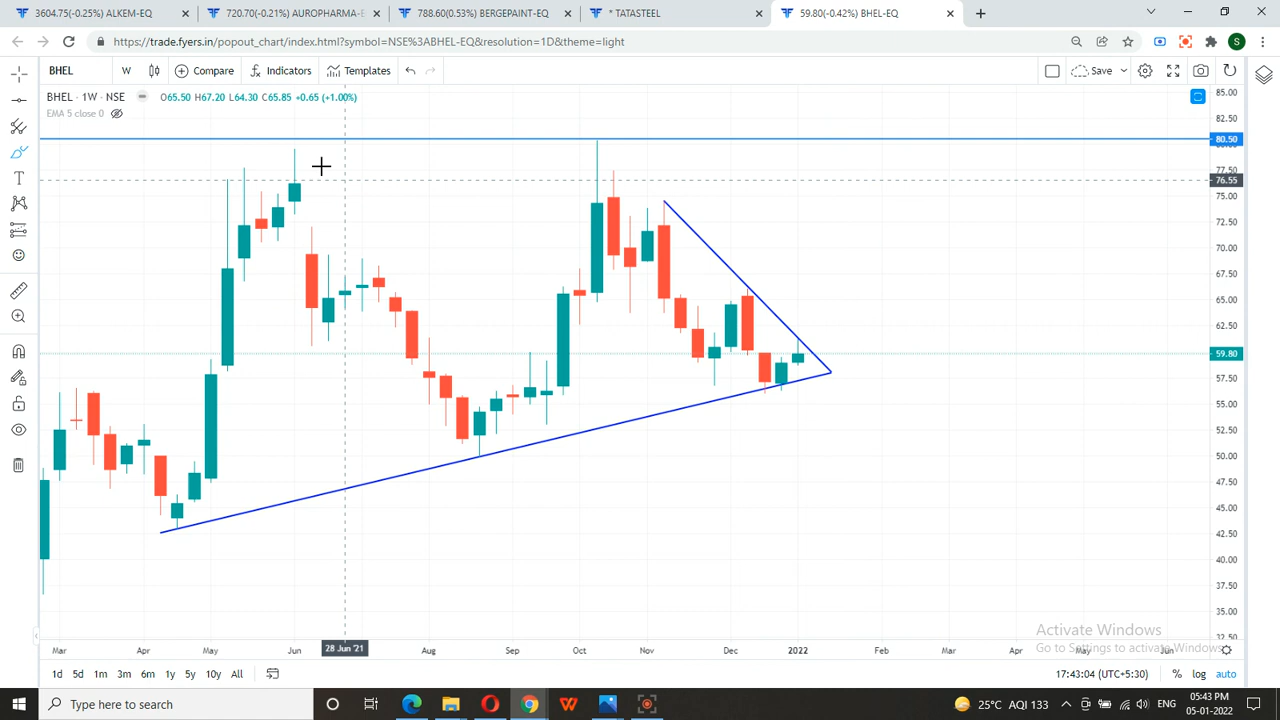 3604.75(-0.25%) ALKEM-EQ
720.70(-0.21%) AUROPHARMA-E
788.60(0.53%) BERGEPAINT-EQ
* TATASTEEL
59.80(-0.42%) BHEL-EQ
https://trade.fyers.in/popout_chart/index.html?symbol=NSE%3ABHEL-EQ&resolution=1D&theme=light
S
BHEL W Compare Indicators Templates Save
BHEL · 1W · NSE O65.50 H67.20 L64.30 C65.85 +0.65 (+1.00%)
EMA 5 close 0
85.00
82.50
80.50
77.50
76.55
75.00
72.50
70.00
67.50
65.00
62.50
59.80
57.50
55.00
52.50
50.00
47.50
45.00
42.50
40.00
37.50
35.00
32.50
Activate Windows
Go to Settings to activate Windows.
Mar Apr May Jun 28 Jun '21 Aug Sep Oct Nov Dec 2022 Feb Mar Apr May Jun
1d 5d 1m 3m 6m 1y 5y 10y All 17:43:04 (UTC+5:30) % log auto
Type here to search
25°C AQI 133 ENG 05:43 PM
05-01-2022